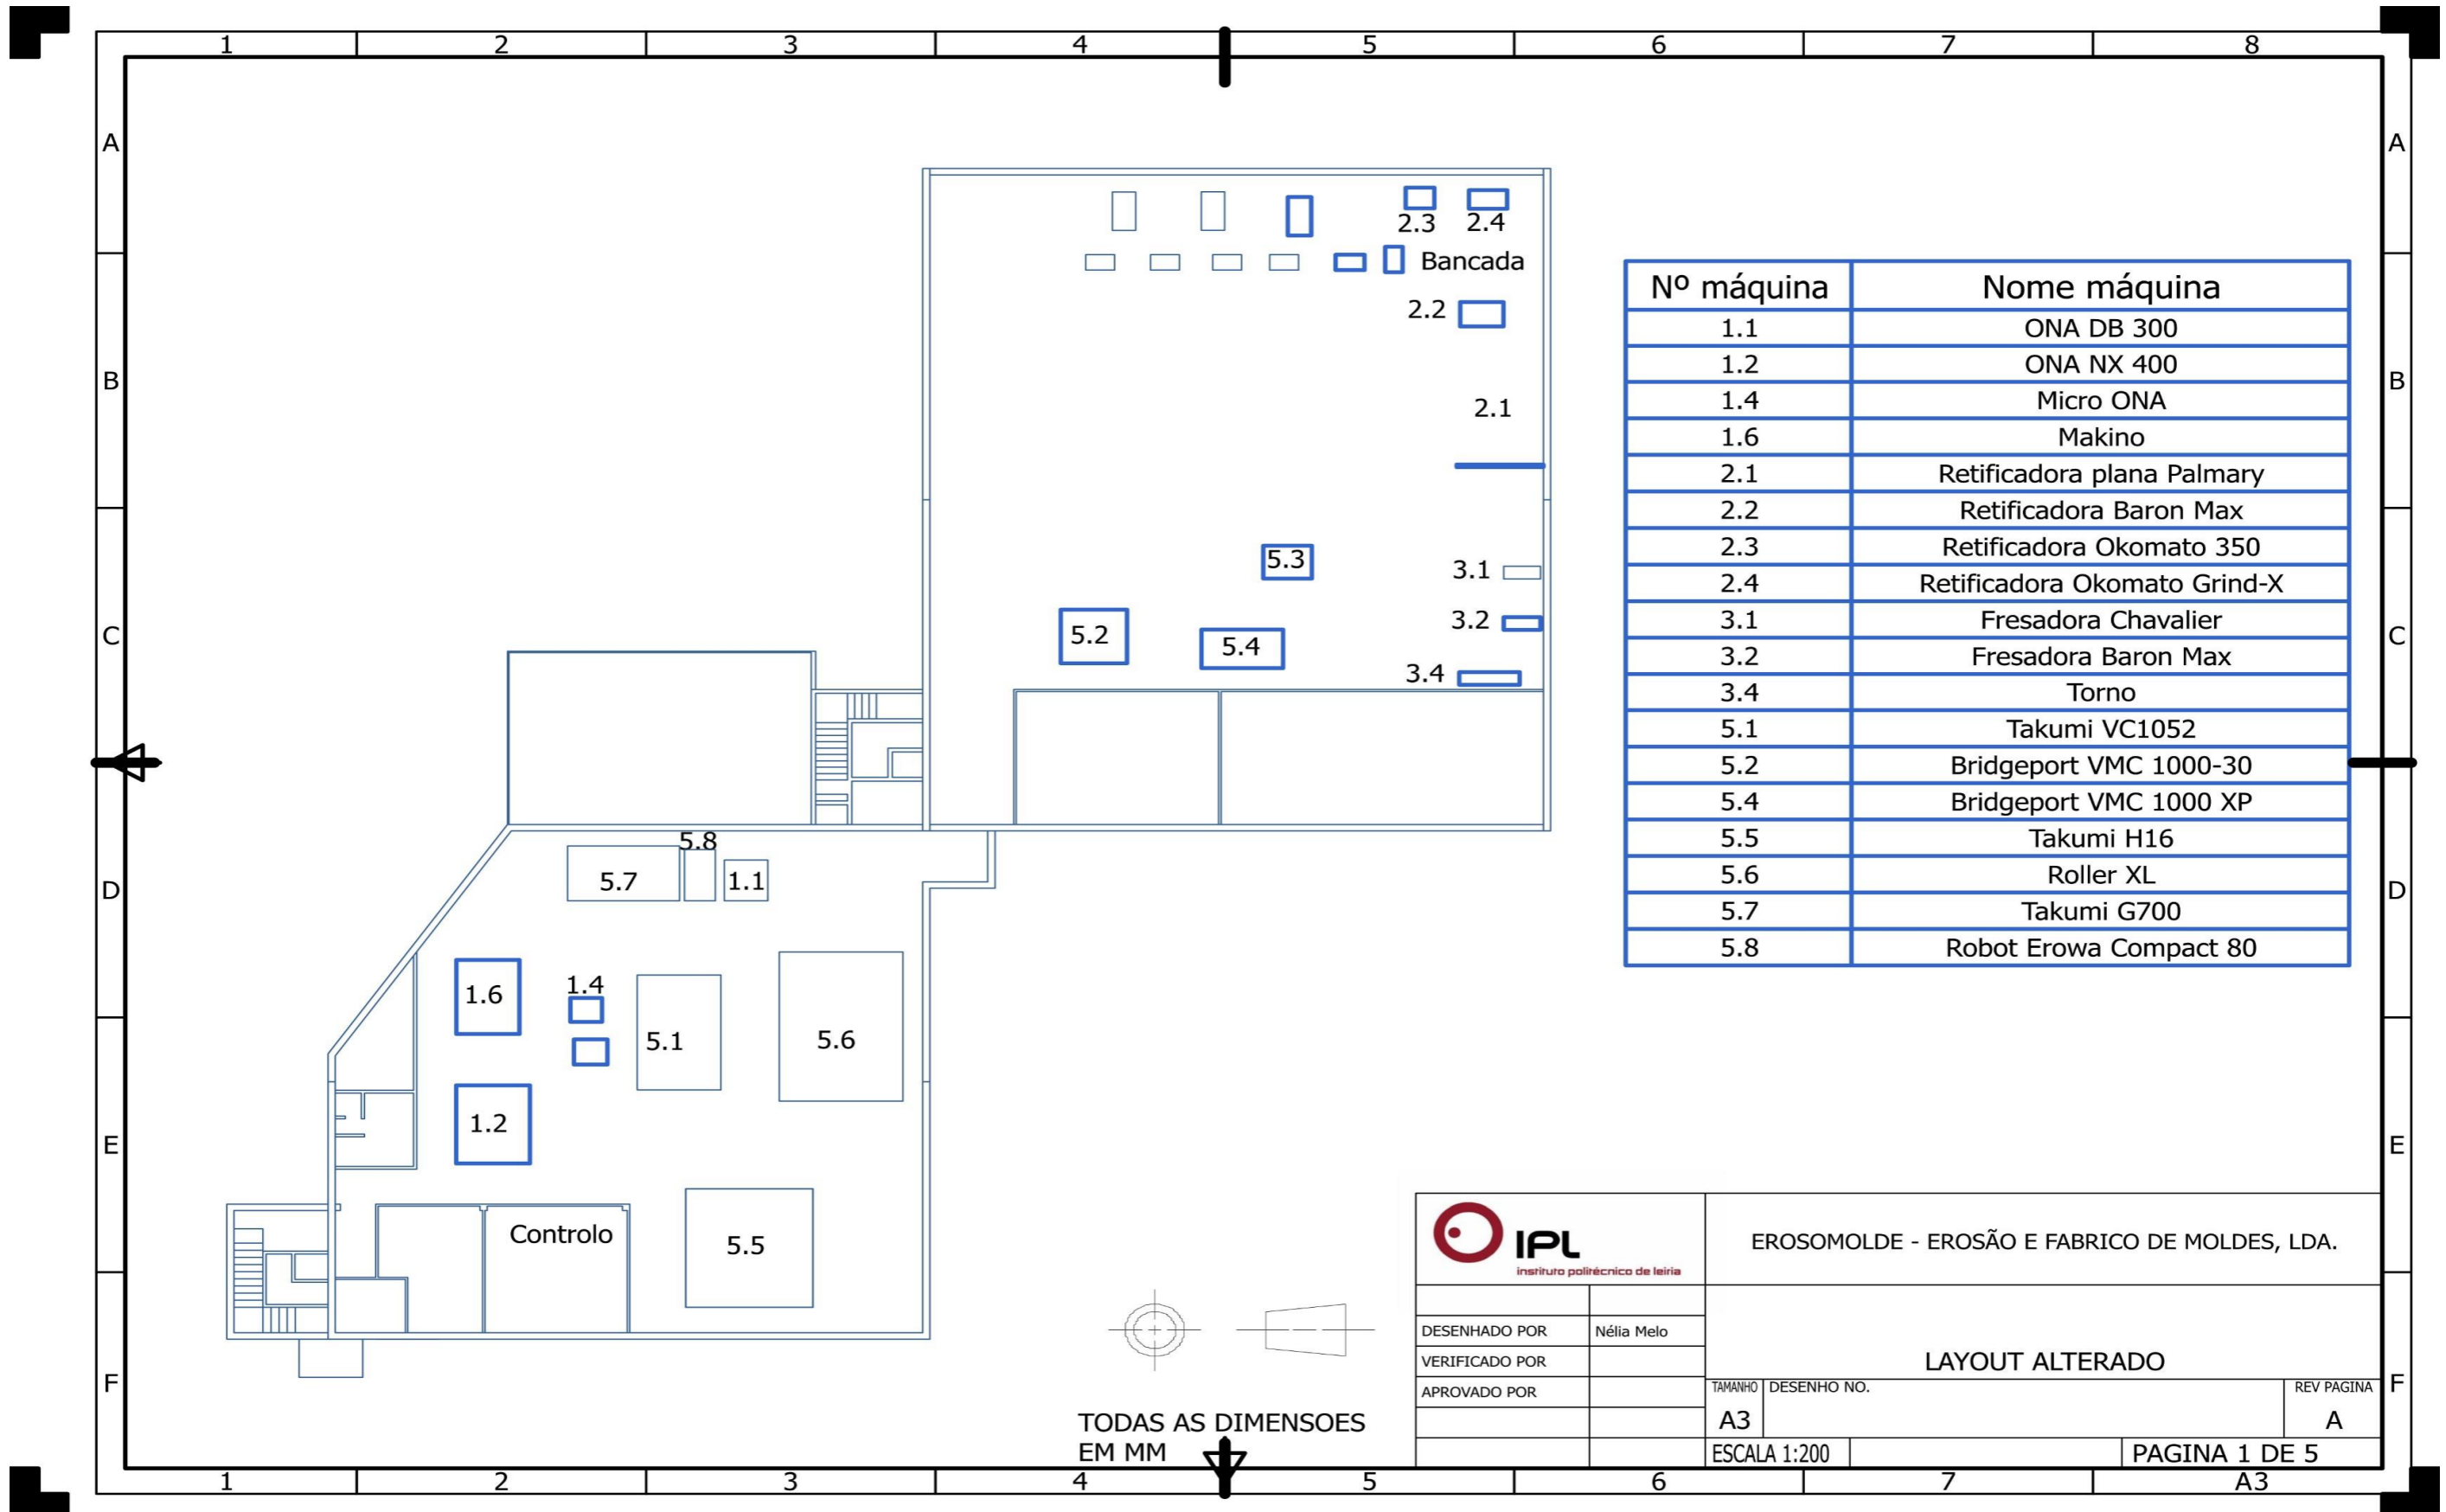 1 2 3 4 5 6 7 8
A A
B B
C C
D D
E E
F F
2.3 2.4
Bancada
2.2
2.1
5.3
3.1
3.2
5.2
5.4
3.4
5.8
5.7
1.1
1.6
1.4
5.1
5.6
1.2
Controlo
5.5
Nº máquina Nome máquina
1.1 ONA DB 300
1.2 ONA NX 400
1.4 Micro ONA
1.6 Makino
2.1 Retificadora plana Palmary
2.2 Retificadora Baron Max
2.3 Retificadora Okomato 350
2.4 Retificadora Okomato Grind-X
3.1 Fresadora Chavalier
3.2 Fresadora Baron Max
3.4 Torno
5.1 Takumi VC1052
5.2 Bridgeport VMC 1000-30
5.4 Bridgeport VMC 1000 XP
5.5 Takumi H16
5.6 Roller XL
5.7 Takumi G700
5.8 Robot Erowa Compact 80
TODAS AS DIMENSOES
EM MM
IPL
instituto politécnico de leiria
EROSOMOLDE - EROSÃO E FABRICO DE MOLDES, LDA.
DESENHADO POR Nélia Melo
VERIFICADO POR
APROVADO POR
LAYOUT ALTERADO
TAMANHO DESENHO NO. REV PAGINA
A3 A
ESCALA 1:200 PAGINA 1 DE 5
1 2 3 4 5 6 7 A3